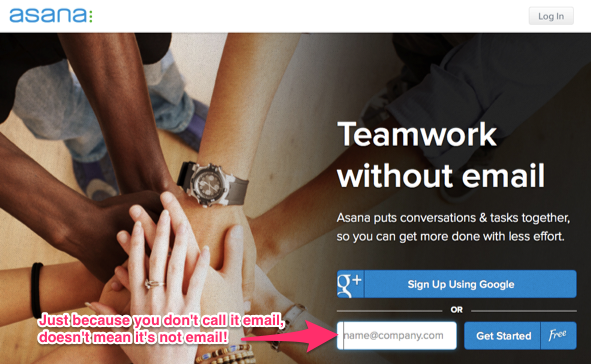 asana:
Log In
Teamwork
without email
Asana puts conversations & tasks together,
so you can get more done with less effort.
g+ Sign Up Using Google
OR
Just because you don't call it email,
doesn't mean it's not email!
name@company.com Get Started Free